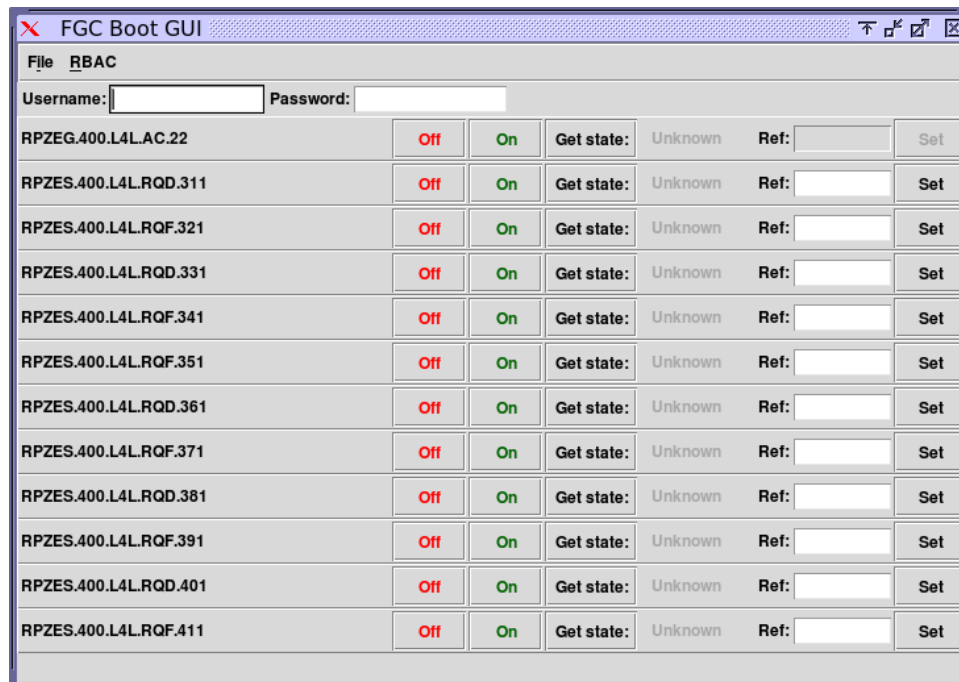 FGC Boot GUI
File RBAC
Username: Password:
RPZEG.400.L4L.AC.22 Off On Get state: Unknown Ref: Set
RPZES.400.L4L.RQD.311 Off On Get state: Unknown Ref: Set
RPZES.400.L4L.RQF.321 Off On Get state: Unknown Ref: Set
RPZES.400.L4L.RQD.331 Off On Get state: Unknown Ref: Set
RPZES.400.L4L.RQF.341 Off On Get state: Unknown Ref: Set
RPZES.400.L4L.RQF.351 Off On Get state: Unknown Ref: Set
RPZES.400.L4L.RQD.361 Off On Get state: Unknown Ref: Set
RPZES.400.L4L.RQF.371 Off On Get state: Unknown Ref: Set
RPZES.400.L4L.RQD.381 Off On Get state: Unknown Ref: Set
RPZES.400.L4L.RQF.391 Off On Get state: Unknown Ref: Set
RPZES.400.L4L.RQD.401 Off On Get state: Unknown Ref: Set
RPZES.400.L4L.RQF.411 Off On Get state: Unknown Ref: Set